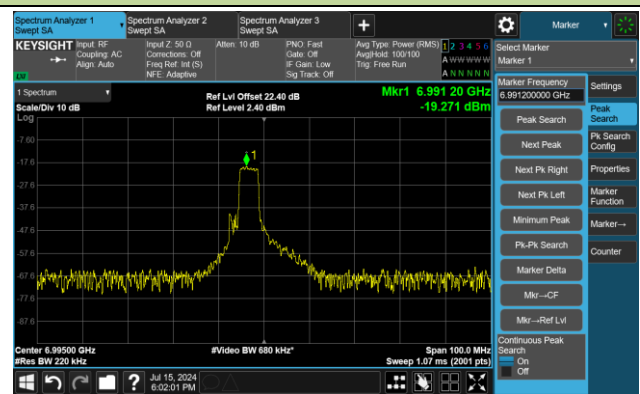 Spectrum Analyzer 1
Swept SA
Spectrum Analyzer 2
Swept SA
Spectrum Analyzer 3
Swept SA
Marker
KEYSIGHT
Input: RF
Coupling: AC
Align: Auto
Input Z: 50 Ω
Corrections: Off
Freq Ref: Int (S)
NFE: Adaptive
Atten: 10 dB
PNO: Fast
Gate: Off
IF Gain: Low
Sig Track: Off
Avg Type: Power (RMS)
Avg|Hold: 100/100
Trig: Free Run
1 2 3 4 5 6
A W W W W W
A N N N N N
LXI
Select Marker
Marker 1
1 Spectrum
Scale/Div 10 dB
Log
Ref Lvl Offset 22.40 dB
Ref Level 2.40 dBm
Mkr1 6.991 20 GHz
-19.271 dBm
1
-7.60
-17.6
-27.6
-37.6
-47.6
-57.6
-67.6
-77.6
-87.6
Center 6.99500 GHz
#Res BW 220 kHz
#Video BW 680 kHz*
Span 100.0 MHz
Sweep 1.07 ms (2001 pts)
Marker Frequency
6.991200000 GHz
Peak Search
Next Peak
Next Pk Right
Next Pk Left
Minimum Peak
Pk-Pk Search
Marker Delta
Mkr→CF
Mkr→Ref Lvl
Continuous Peak
Search
On
Off
Settings
Peak
Search
Pk Search
Config
Properties
Marker
Function
Marker→
Counter
Jul 15, 2024
6:02:01 PM